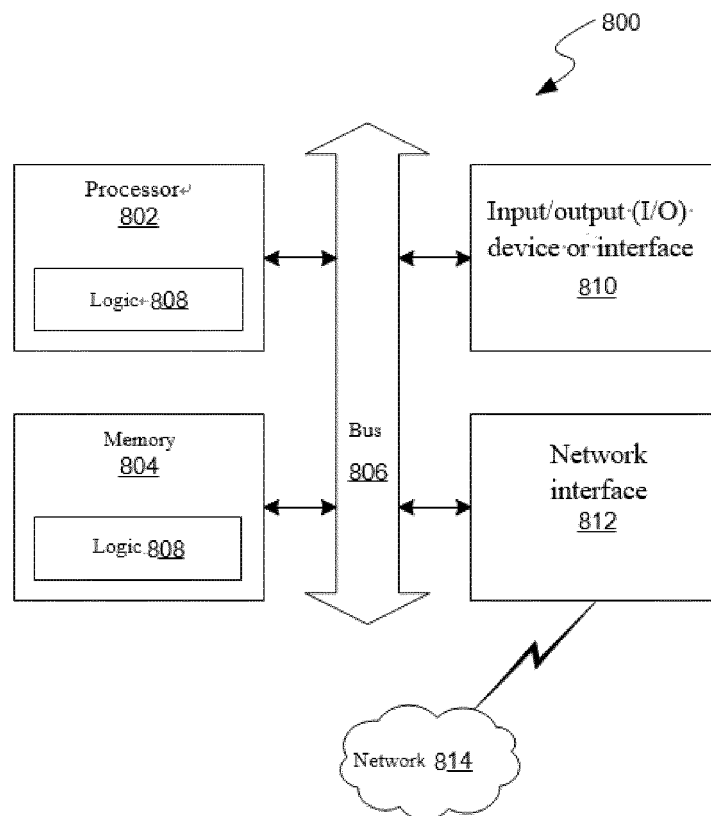 800
Processor
802
Logic 808
Input/output (I/O)
device or interface
810
Memory
804
Logic 808
Bus
806
Network
interface
812
Network 814